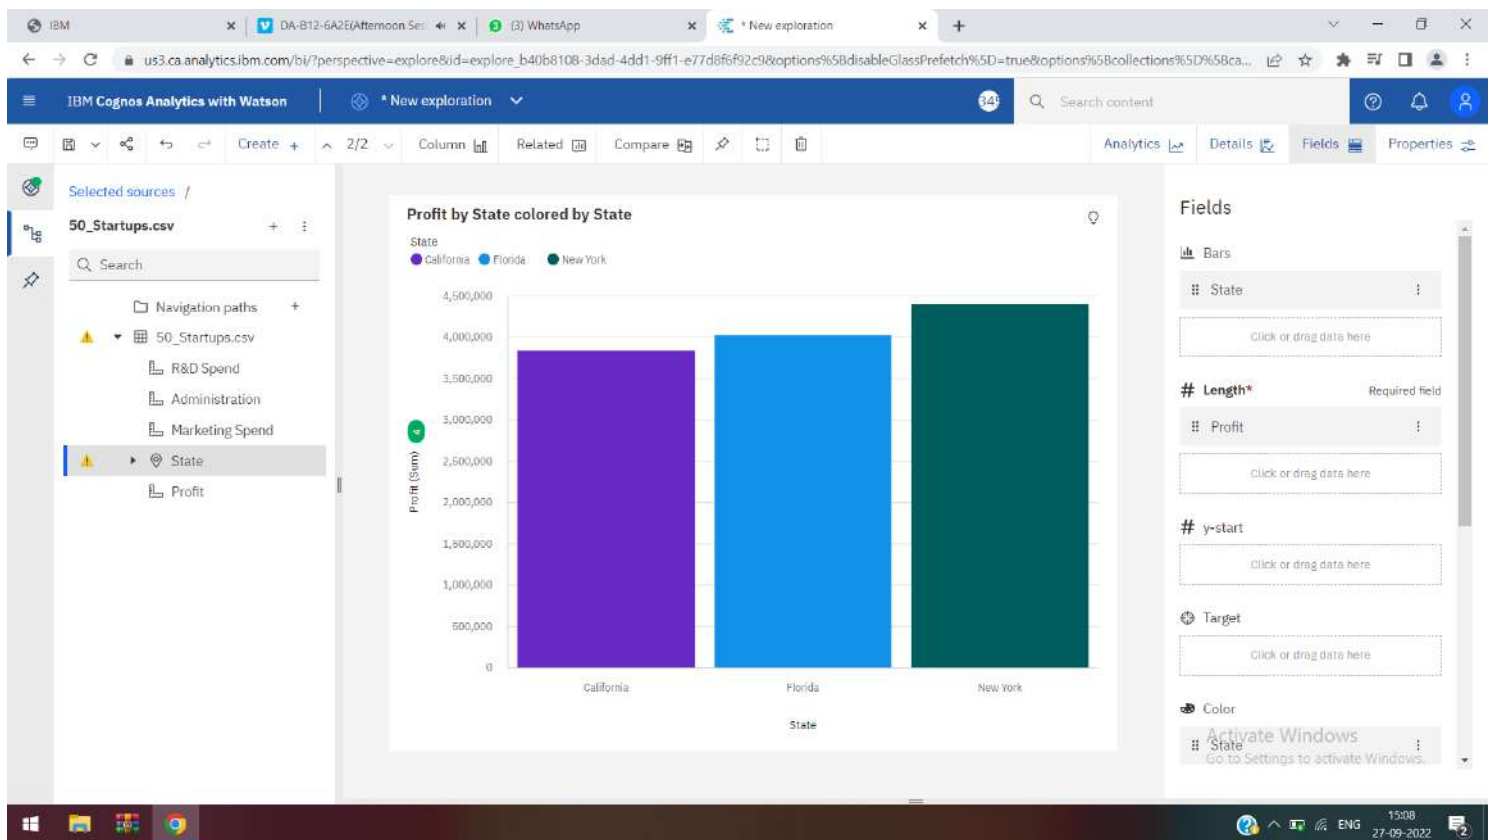 IBM
DA-B12-6A2E(Afternoon Ses
(3) WhatsApp
* New exploration
us3.ca.analytics.ibm.com/bi/?perspective=explore&id=explore_b40b8108-3dad-4dd1-9ff1-e77d8f6f92c9&options%5BdisableGlassPrefetch%5D=true&options%5Bcollections%5D%5Bca...
IBM Cognos Analytics with Watson
* New exploration
Search content
Create +
2/2
Column
Related
Compare
Analytics
Details
Fields
Properties
Selected sources /
50_Startups.csv
Search
Navigation paths +
50_Startups.csv
R&D Spend
Administration
Marketing Spend
State
Profit
Profit by State colored by State
State
California Florida New York
4,500,000
4,000,000
3,500,000
3,000,000
2,500,000
2,000,000
1,500,000
1,000,000
500,000
0
Profit (Sum)
California Florida New York
State
Fields
Bars
State
Click or drag data here
# Length* Required field
Profit
Click or drag data here
# y-start
Click or drag data here
Target
Click or drag data here
Color
State
Activate Windows
Go to Settings to activate Windows.
ENG
15:08
27-09-2022
2